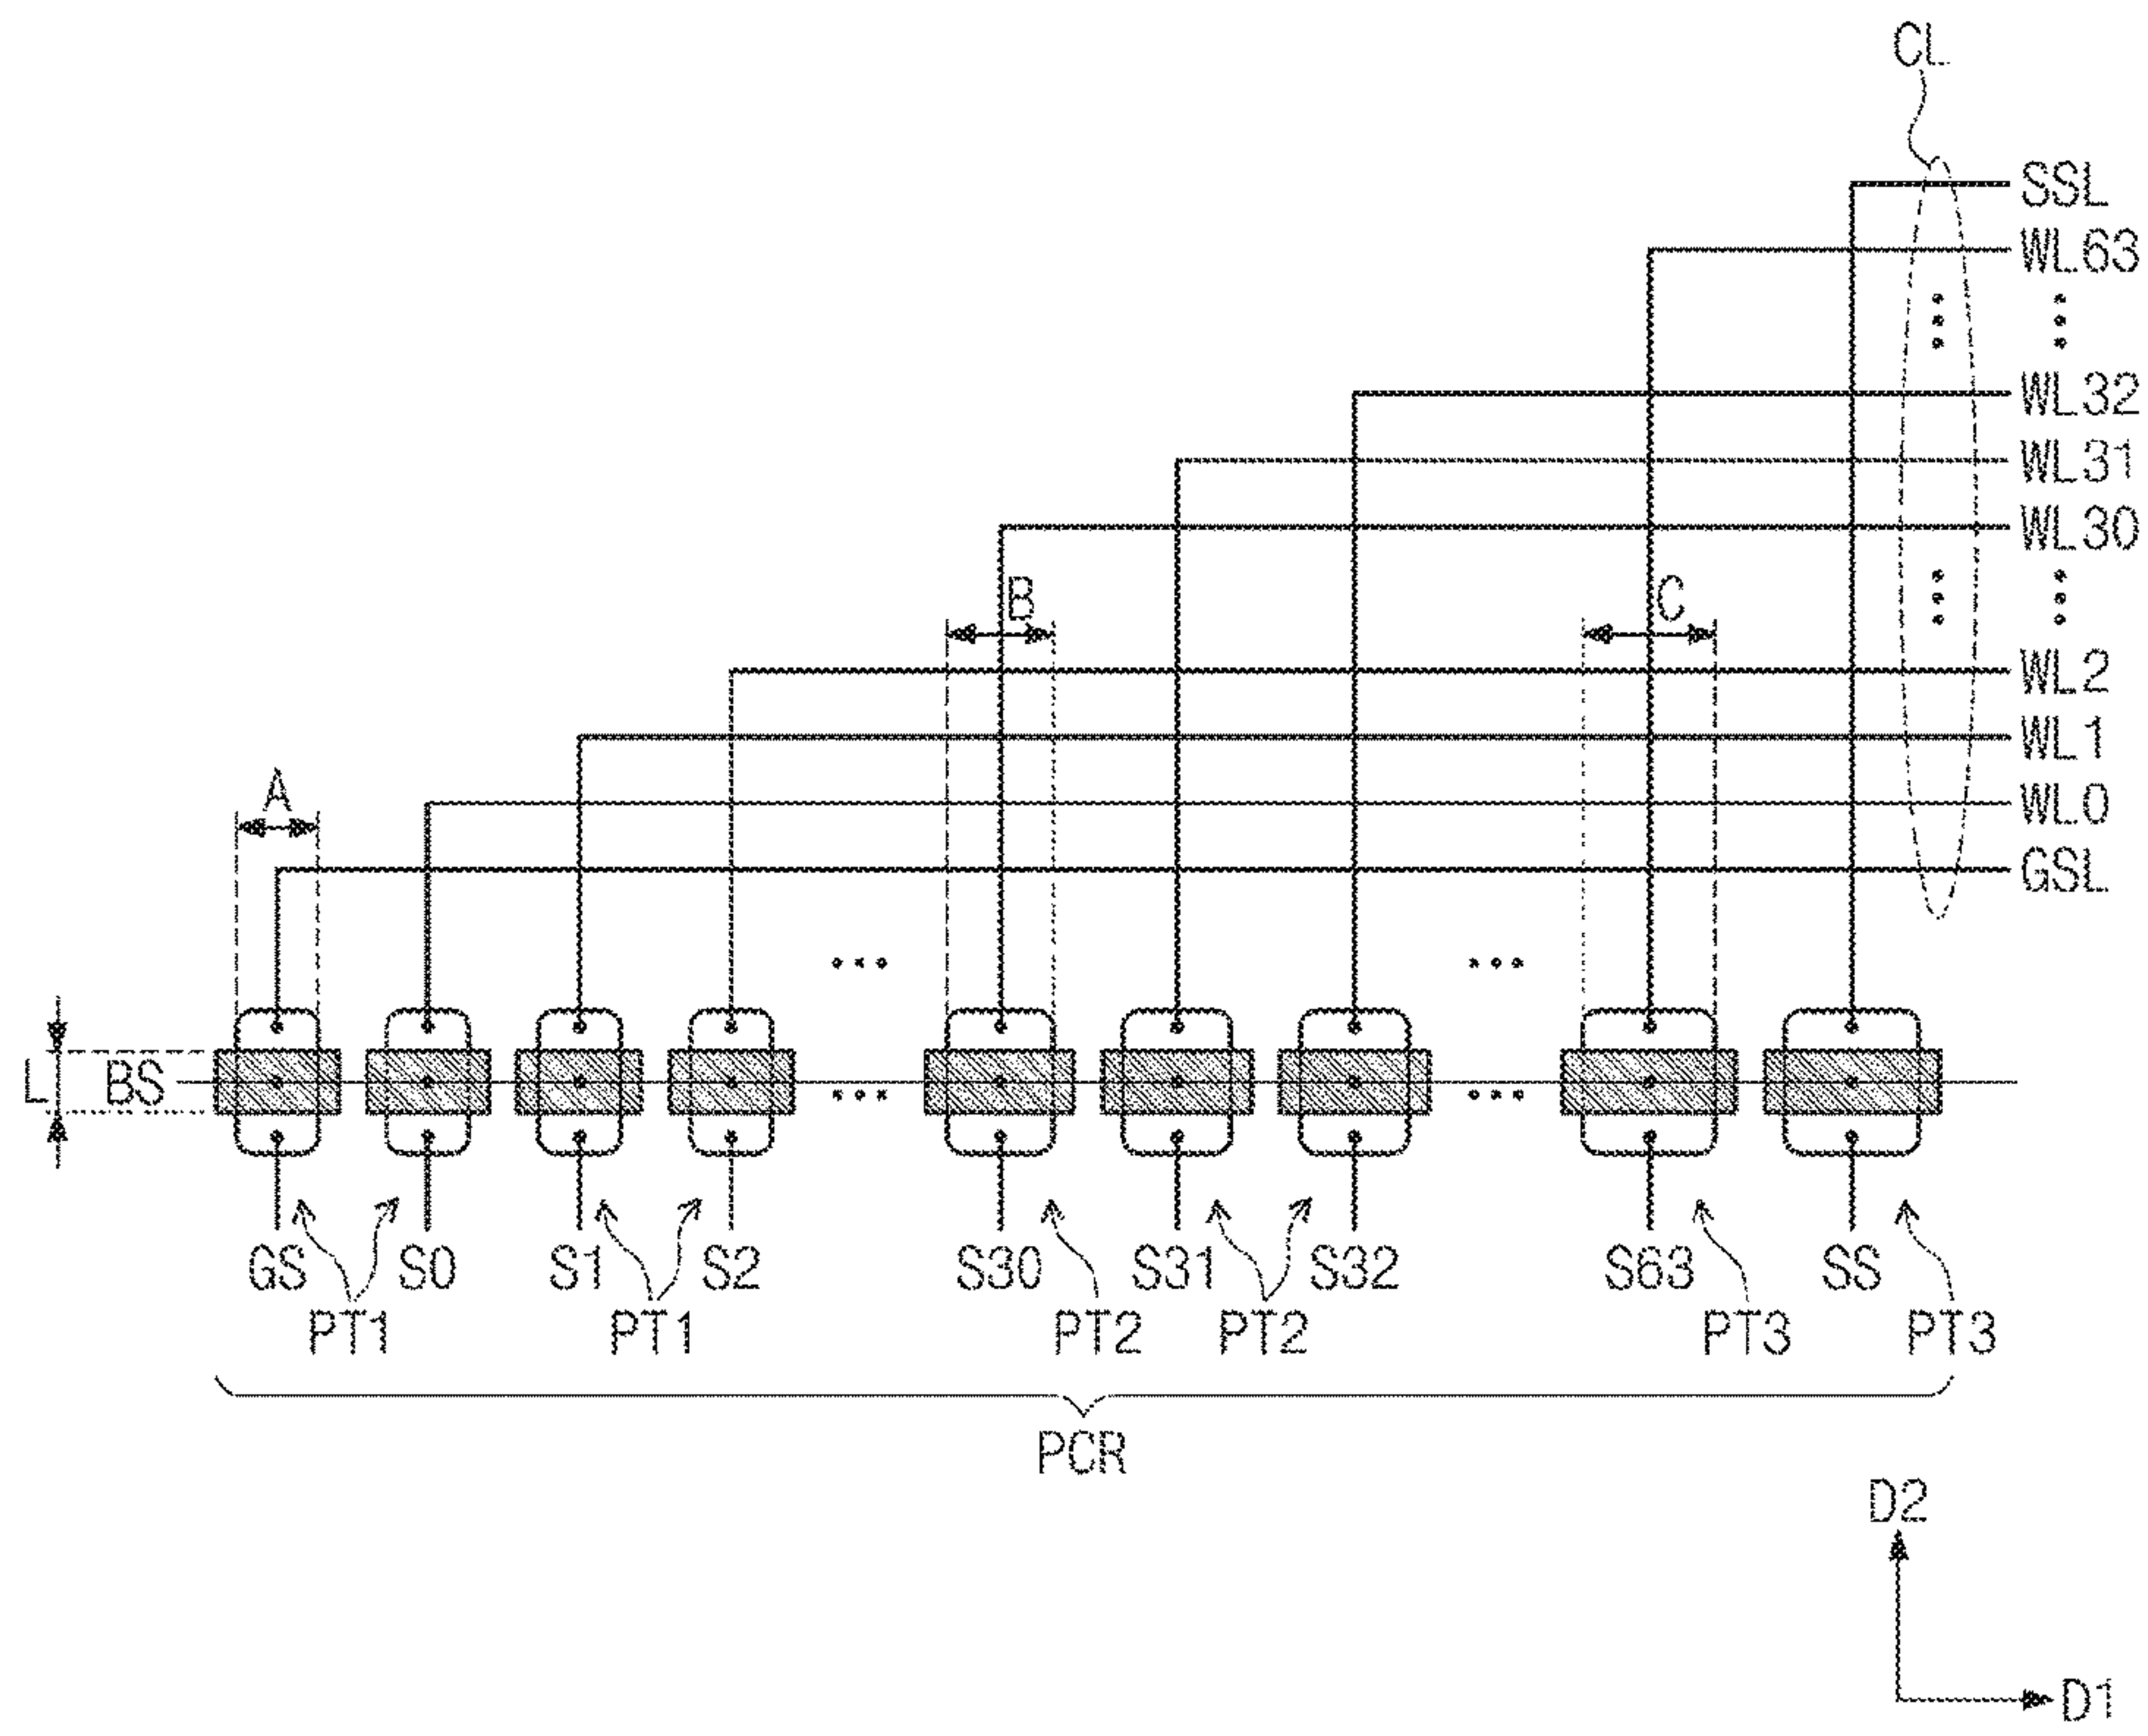 CL
SSL
WL63
WL32
WL31
WL30
B
C
WL2
WL1
A
WL0
GSL
L
BS
GS S0 S1 S2 S30 S31 S32 S63 SS
PT1 PT1 PT2 PT2 PT3 PT3
PCR
D2
D1